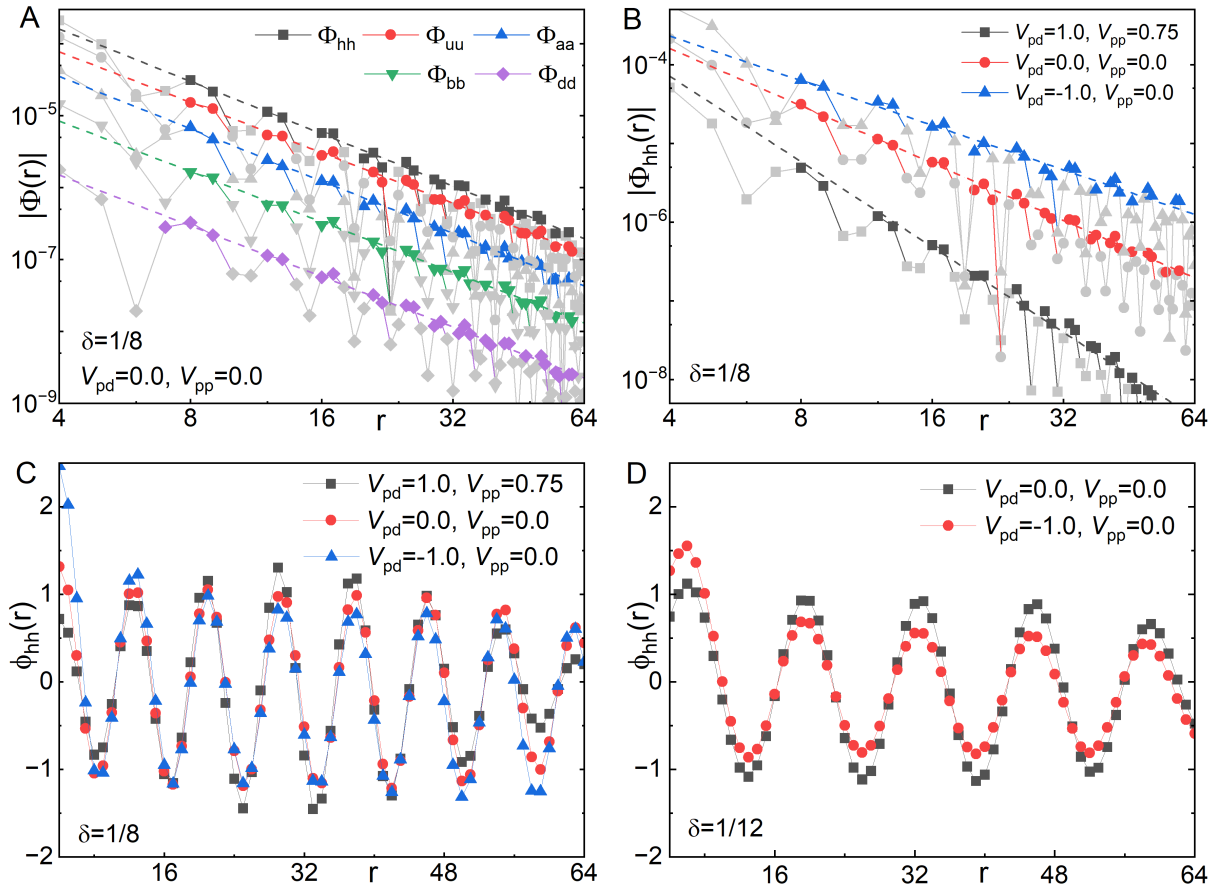 A
Φhh Φuu Φaa
Φbb Φdd
|Φ(r)|
10⁻⁵
10⁻⁷
10⁻⁹
δ=1/8
Vpd=0.0, Vpp=0.0
4 8 16 r 32 64
B
Vpd=1.0, Vpp=0.75
Vpd=0.0, Vpp=0.0
Vpd=-1.0, Vpp=0.0
|Φhh(r)|
10⁻⁴
10⁻⁶
10⁻⁸
δ=1/8
4 8 16 r 32 64
C
Vpd=1.0, Vpp=0.75
Vpd=0.0, Vpp=0.0
Vpd=-1.0, Vpp=0.0
ϕhh(r)
2
1
0
−1
−2
δ=1/8
16 32 r 48 64
D
Vpd=0.0, Vpp=0.0
Vpd=-1.0, Vpp=0.0
ϕhh(r)
2
1
0
−1
−2
δ=1/12
16 32 r 48 64